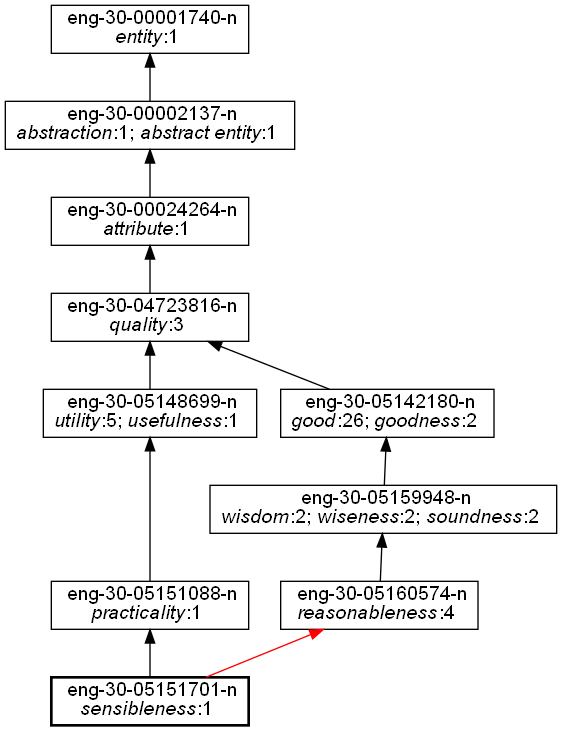 eng-30-00001740-n
entity:1
eng-30-00002137-n
abstraction:1; abstract entity:1
eng-30-00024264-n
attribute:1
eng-30-04723816-n
quality:3
eng-30-05148699-n
utility:5; usefulness:1
eng-30-05142180-n
good:26; goodness:2
eng-30-05159948-n
wisdom:2; wiseness:2; soundness:2
eng-30-05151088-n
practicality:1
eng-30-05160574-n
reasonableness:4
eng-30-05151701-n
sensibleness:1